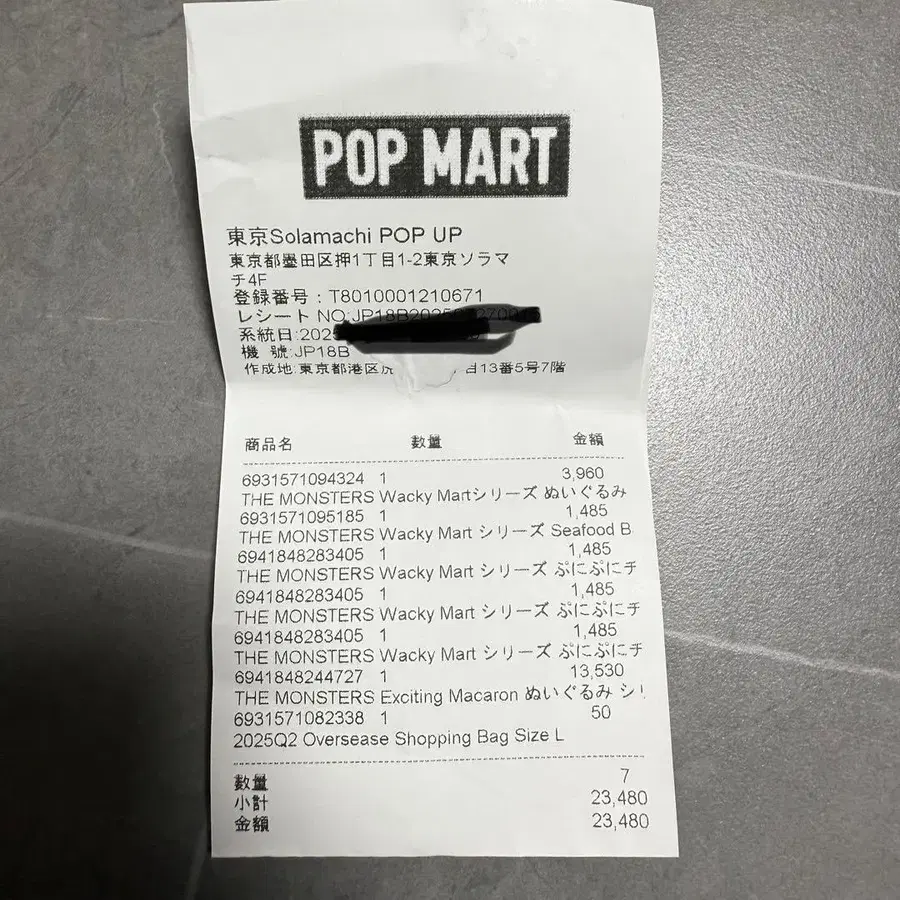 POP MART
東京Solamachi POP UP
東京都墨田区押1丁目1-2東京ソラマ
チ4F
登録番号：T8010001210671
レシート NO:JP18B2025
系統日:2025
機 號:JP18B
作成地:東京都港区虎 目13番5号7階
商品名 數量 金額
6931571094324 1 3,960
THE MONSTERS Wacky Martシリーズ ぬいぐるみ
6931571095185 1 1,485
THE MONSTERS Wacky Mart シリーズ Seafood B
6941848283405 1 1,485
THE MONSTERS Wacky Mart シリーズ ぷにぷにチ
6941848283405 1 1,485
THE MONSTERS Wacky Mart シリーズ ぷにぷにチ
6941848283405 1 1,485
THE MONSTERS Wacky Mart シリーズ ぷにぷにチ
6941848244727 1 13,530
THE MONSTERS Exciting Macaron ぬいぐるみ シリ
6931571082338 1 50
2025Q2 Oversease Shopping Bag Size L
數量 7
小計 23,480
金額 23,480